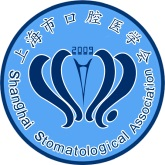 上海市口腔医学会
2009
Shanghai Stomatological Association